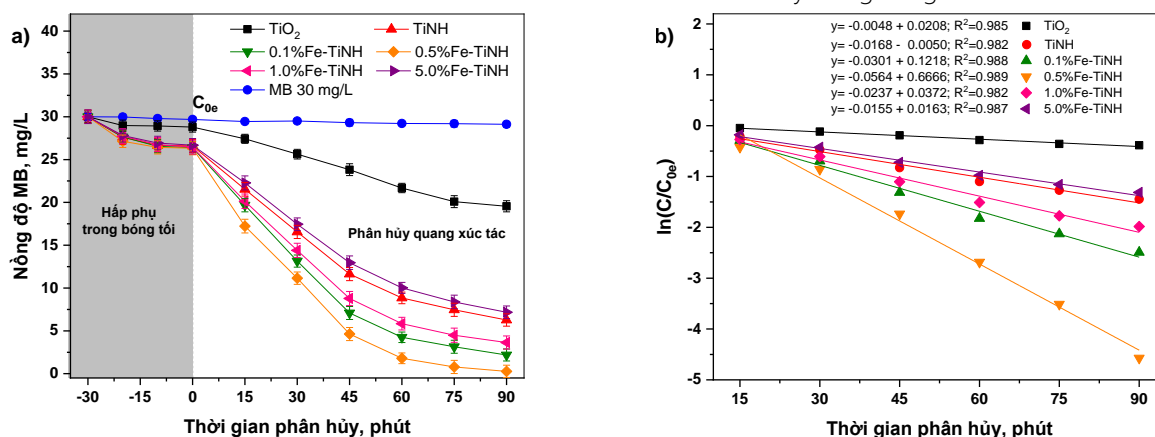 a)
TiO2
TiNH
0.1%Fe-TiNH
0.5%Fe-TiNH
1.0%Fe-TiNH
5.0%Fe-TiNH
MB 30 mg/L
C0e
Hấp phụ
trong bóng tối
Phân hủy quang xúc tác
Nồng độ MB, mg/L
40
35
30
25
20
15
10
5
0
-30
-15
0
15
30
45
60
75
90
Thời gian phân hủy, phút
b)
y= -0.0048 + 0.0208; R2=0.985
y= -0.0168 - 0.0050; R2=0.982
y= -0.0301 + 0.1218; R2=0.988
y= -0.0564 + 0.6666; R2=0.989
y= -0.0237 + 0.0372; R2=0.982
y= -0.0155 + 0.0163; R2=0.987
TiO2
TiNH
0.1%Fe-TiNH
0.5%Fe-TiNH
1.0%Fe-TiNH
5.0%Fe-TiNH
ln(C/C0e)
2
1
0
-1
-2
-3
-4
-5
15
30
45
60
75
90
Thời gian phân hủy, phút